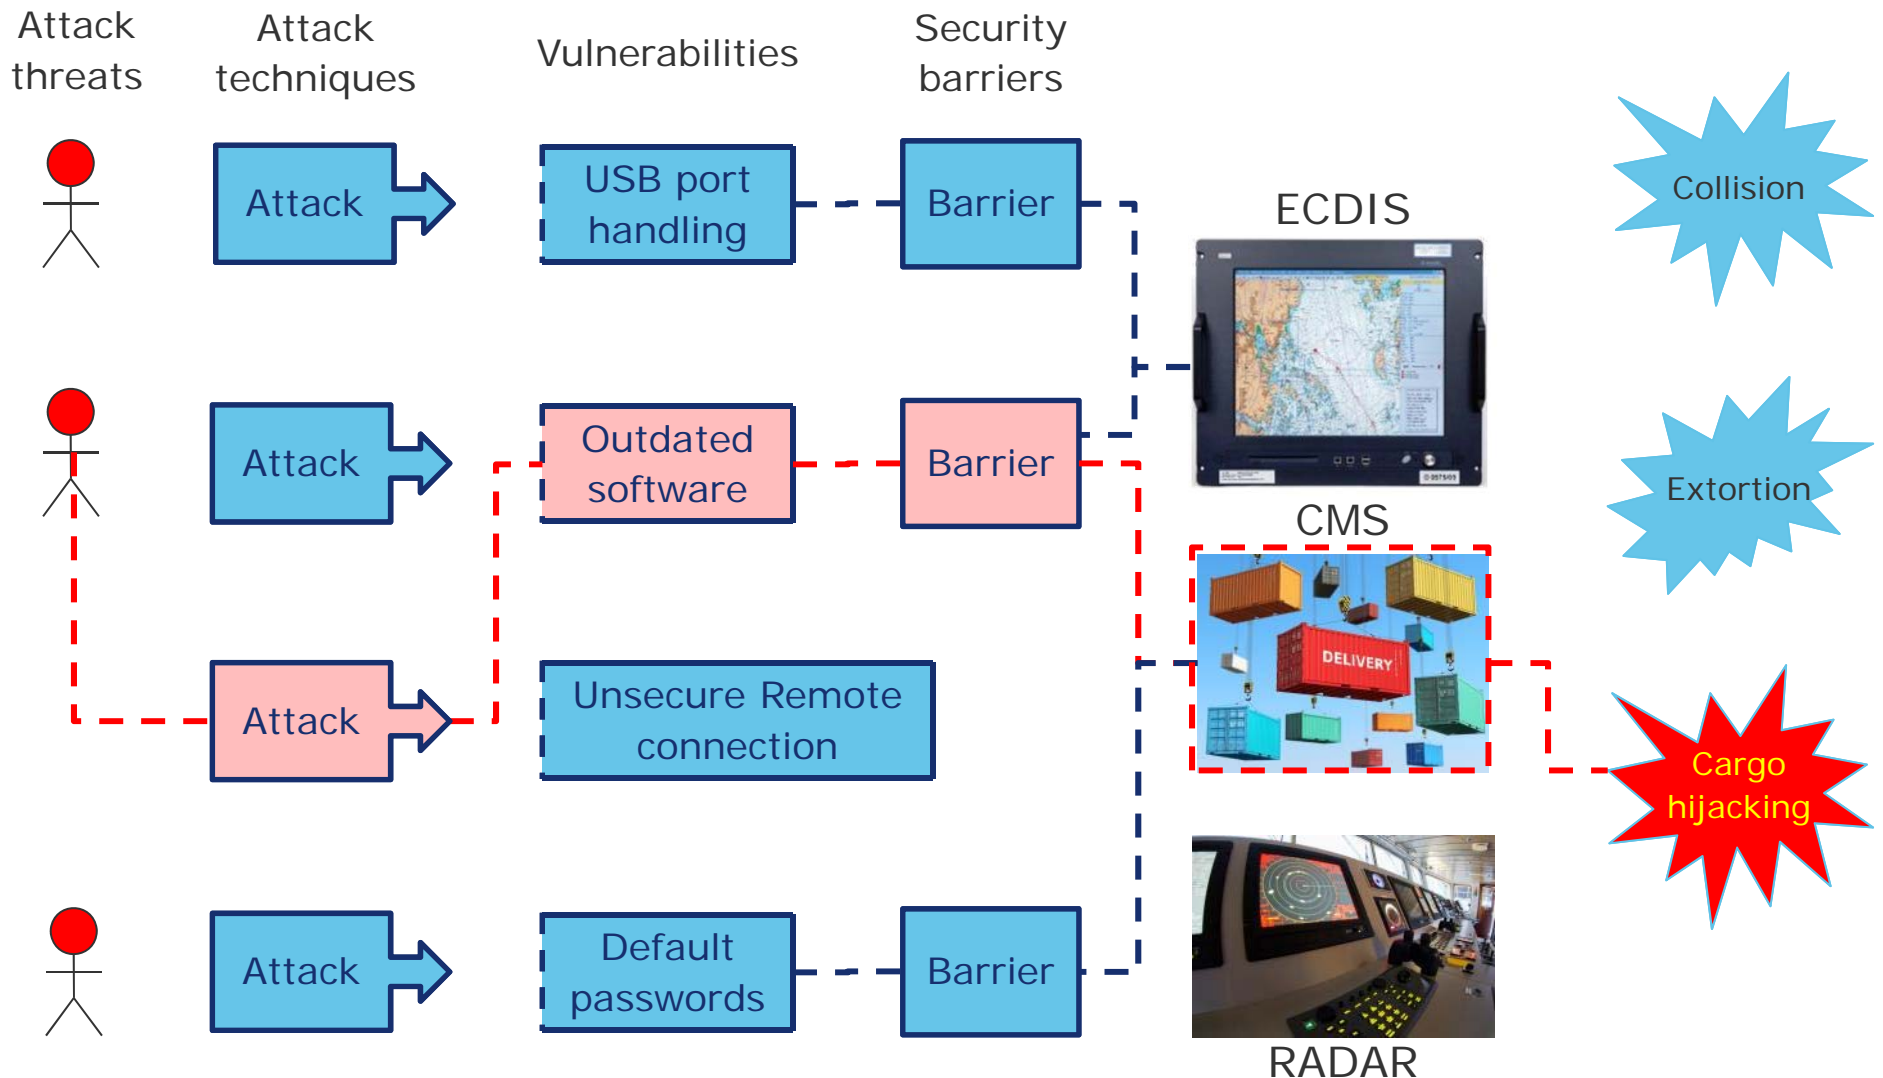 Attack
threats
Attack
techniques
Vulnerabilities
Security
barriers
Attack
USB port
handling
Barrier
ECDIS
Collision
Attack
Outdated
software
Barrier
Extortion
CMS
DELIVERY
Attack
Unsecure Remote
connection
Cargo
hijacking
Attack
Default
passwords
Barrier
RADAR